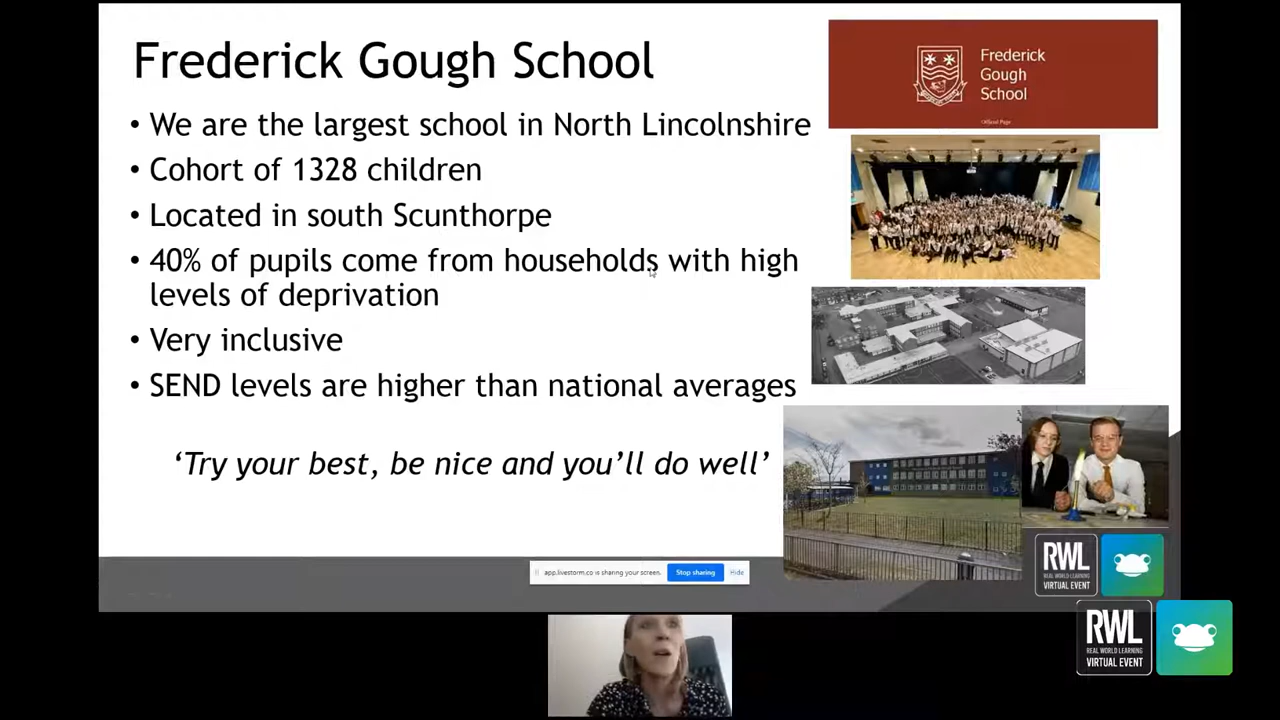 Frederick Gough School
• We are the largest school in North Lincolnshire
• Cohort of 1328 children
• Located in south Scunthorpe
• 40% of pupils come from households with high
levels of deprivation
• Very inclusive
• SEND levels are higher than national averages
‘Try your best, be nice and you’ll do well’
Frederick
Gough
School
Official Page
app.livestorm.co is sharing your screen.
Stop sharing
Hide
RWL
REAL WORLD LEARNING
VIRTUAL EVENT
RWL
REAL WORLD LEARNING
VIRTUAL EVENT